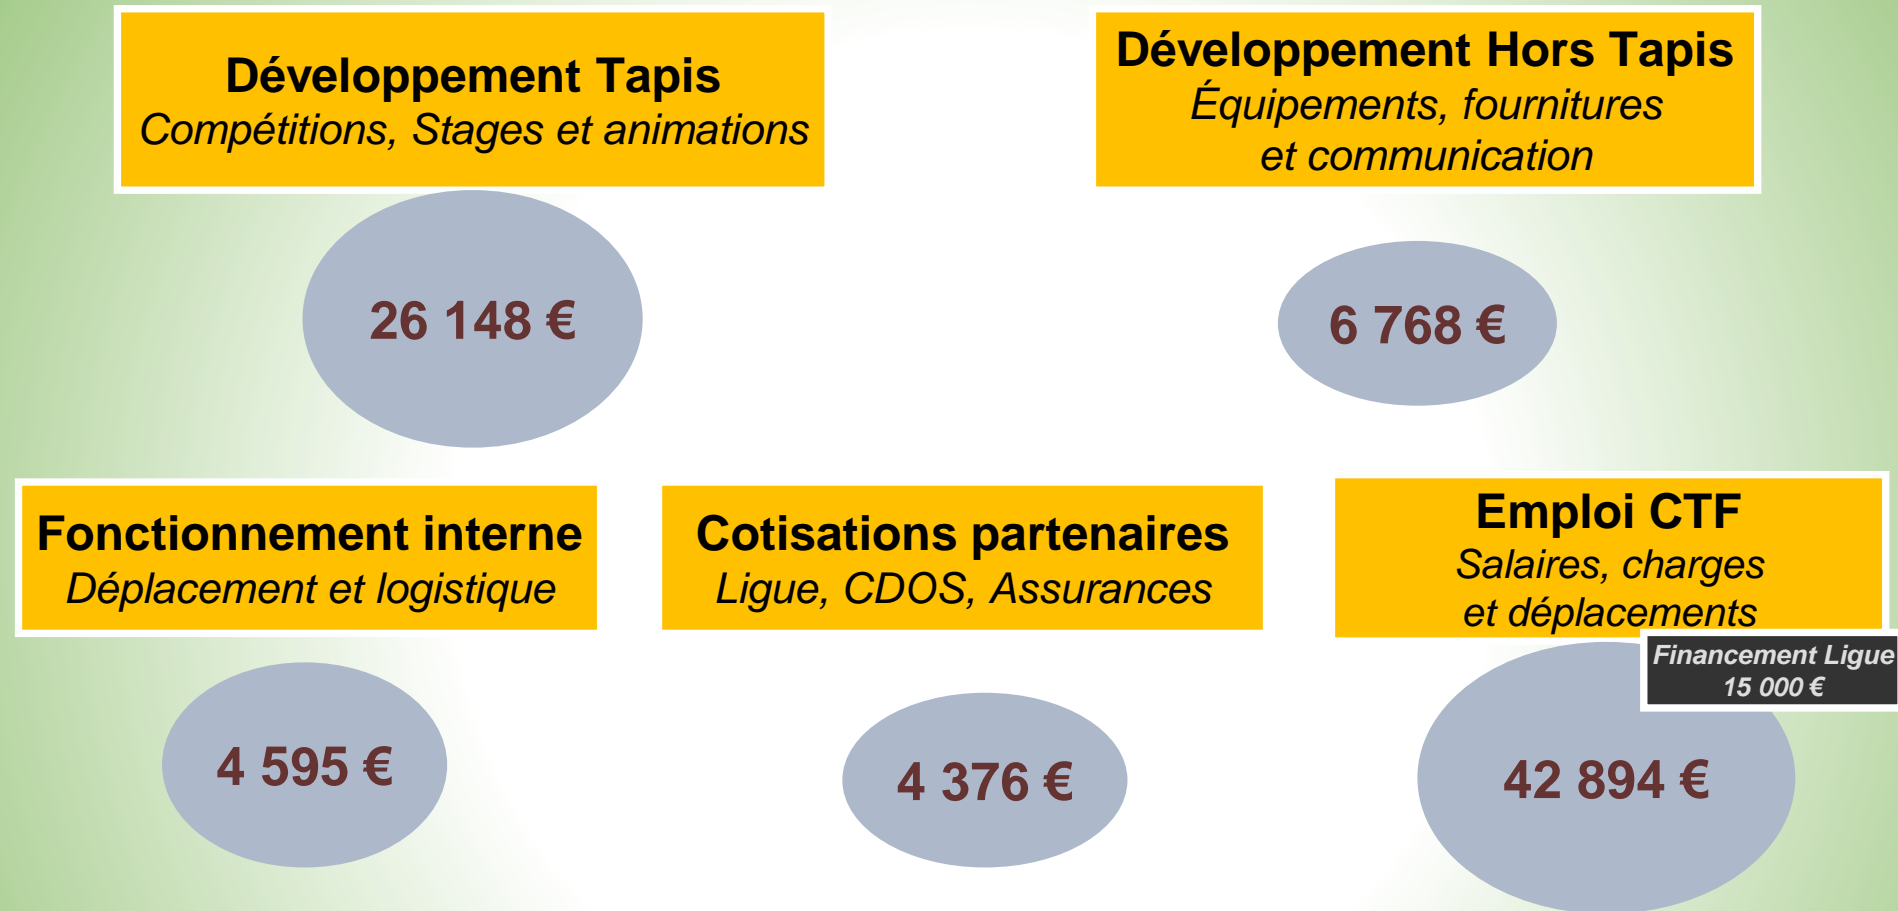 Développement Tapis
Compétitions, Stages et animations
26 148 €
Développement Hors Tapis
Équipements, fournitures
et communication
6 768 €
Fonctionnement interne
Déplacement et logistique
4 595 €
Cotisations partenaires
Ligue, CDOS, Assurances
4 376 €
Emploi CTF
Salaires, charges
et déplacements
Financement Ligue
15 000 €
42 894 €